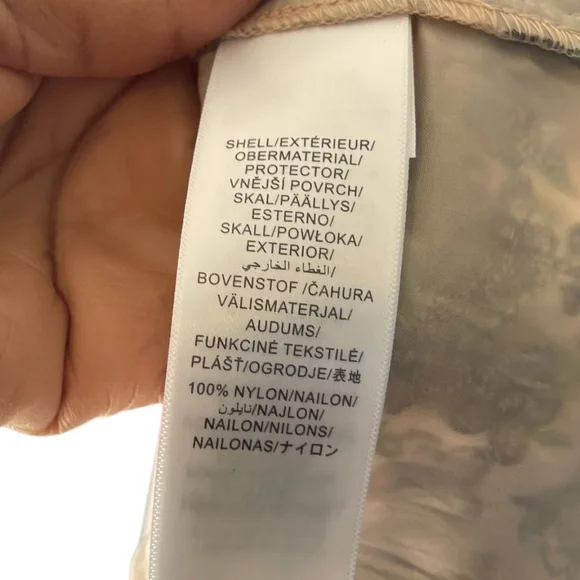 SHELL/EXTÉRIEUR/
OBERMATERIAL/
PROTECTOR/
VNĚJŠÍ POVRCH/
SKAL/PÄÄLLYS/
ESTERNO/
SKALL/POWŁOKA/
EXTERIOR/
الغطاء الخارجي/
BOVENSTOF /ČAHURA
VÄLISMATERJAL/
AUDUMS/
FUNKCINĖ TEKSTILĖ/
PLÁŠŤ/OGRODJE/表地
100% NYLON/NAILON/
نايلون/NAJLON/
NAILON/NILONS/
NAILONAS/ナイロン